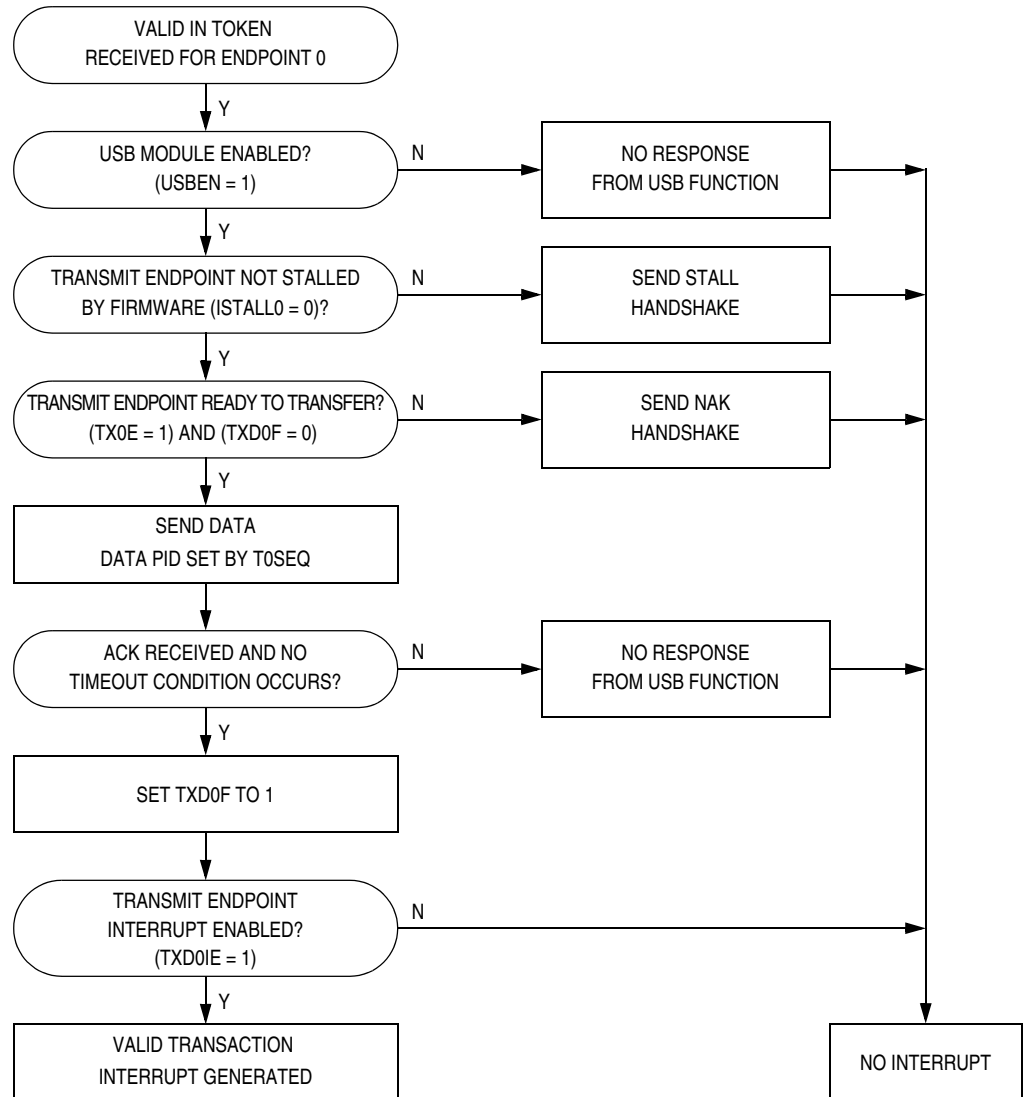 VALID IN TOKEN
RECEIVED FOR ENDPOINT 0
Y
USB MODULE ENABLED?
(USBEN = 1)
N
NO RESPONSE
FROM USB FUNCTION
Y
TRANSMIT ENDPOINT NOT STALLED
BY FIRMWARE (ISTALL0 = 0)?
N
SEND STALL
HANDSHAKE
Y
TRANSMIT ENDPOINT READY TO TRANSFER?
(TX0E = 1) AND (TXD0F = 0)
N
SEND NAK
HANDSHAKE
Y
SEND DATA
DATA PID SET BY T0SEQ
ACK RECEIVED AND NO
TIMEOUT CONDITION OCCURS?
N
NO RESPONSE
FROM USB FUNCTION
Y
SET TXD0F TO 1
TRANSMIT ENDPOINT
INTERRUPT ENABLED?
(TXD0IE = 1)
N
Y
VALID TRANSACTION
INTERRUPT GENERATED
NO INTERRUPT